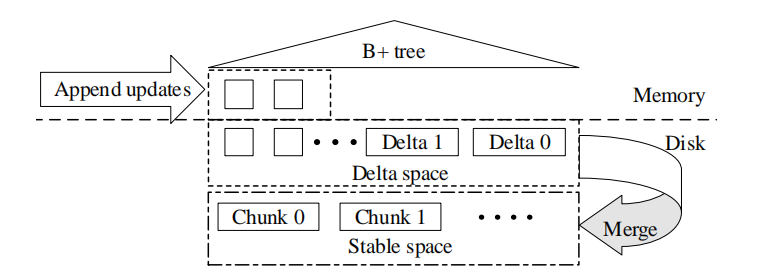 B+ tree
Append updates
Memory
Delta 1
Delta 0
Disk
Delta space
Chunk 0
Chunk 1
Merge
Stable space